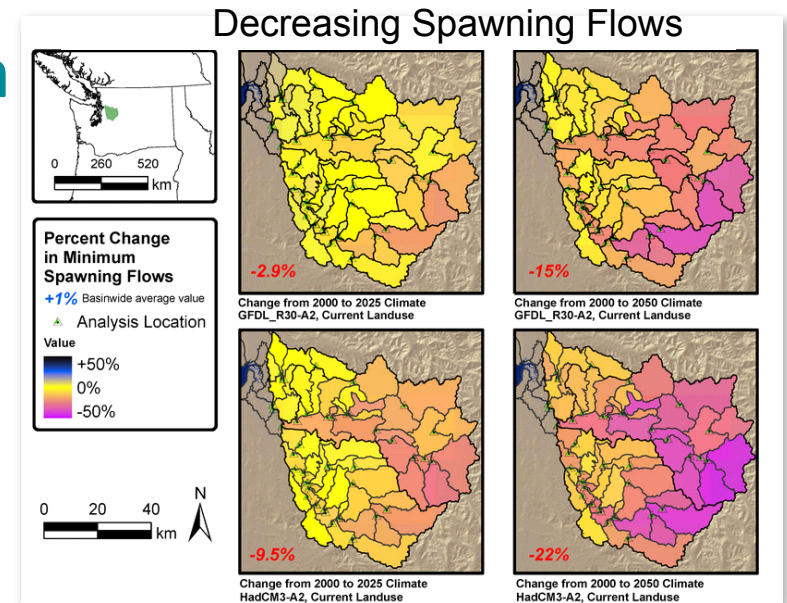 Decreasing Spawning Flows
n
0 260 520
km
Percent Change
in Minimum
Spawning Flows
+1% Basinwide average value
Analysis Location
Value
+50%
0%
-50%
N
0 20 40
km
-2.9%
Change from 2000 to 2025 Climate
GFDL_R30-A2, Current Landuse
-15%
Change from 2000 to 2050 Climate
GFDL_R30-A2, Current Landuse
-9.5%
Change from 2000 to 2025 Climate
HadCM3-A2, Current Landuse
-22%
Change from 2000 to 2050 Climate
HadCM3-A2, Current Landuse